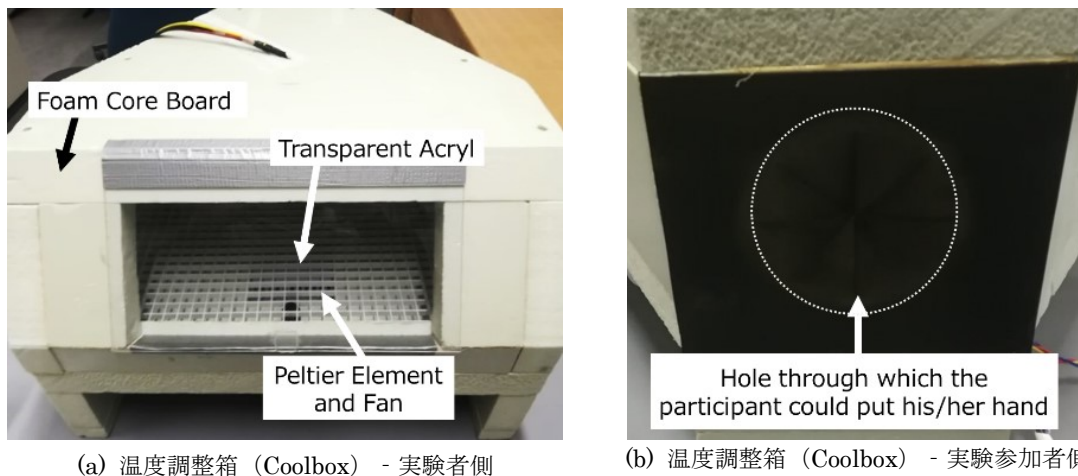 Foam Core Board
Transparent Acryl
Peltier Element
and Fan
(a) 温度調整箱（Coolbox） - 実験者側
Hole through which the
participant could put his/her hand
(b) 温度調整箱（Coolbox） - 実験参加者側